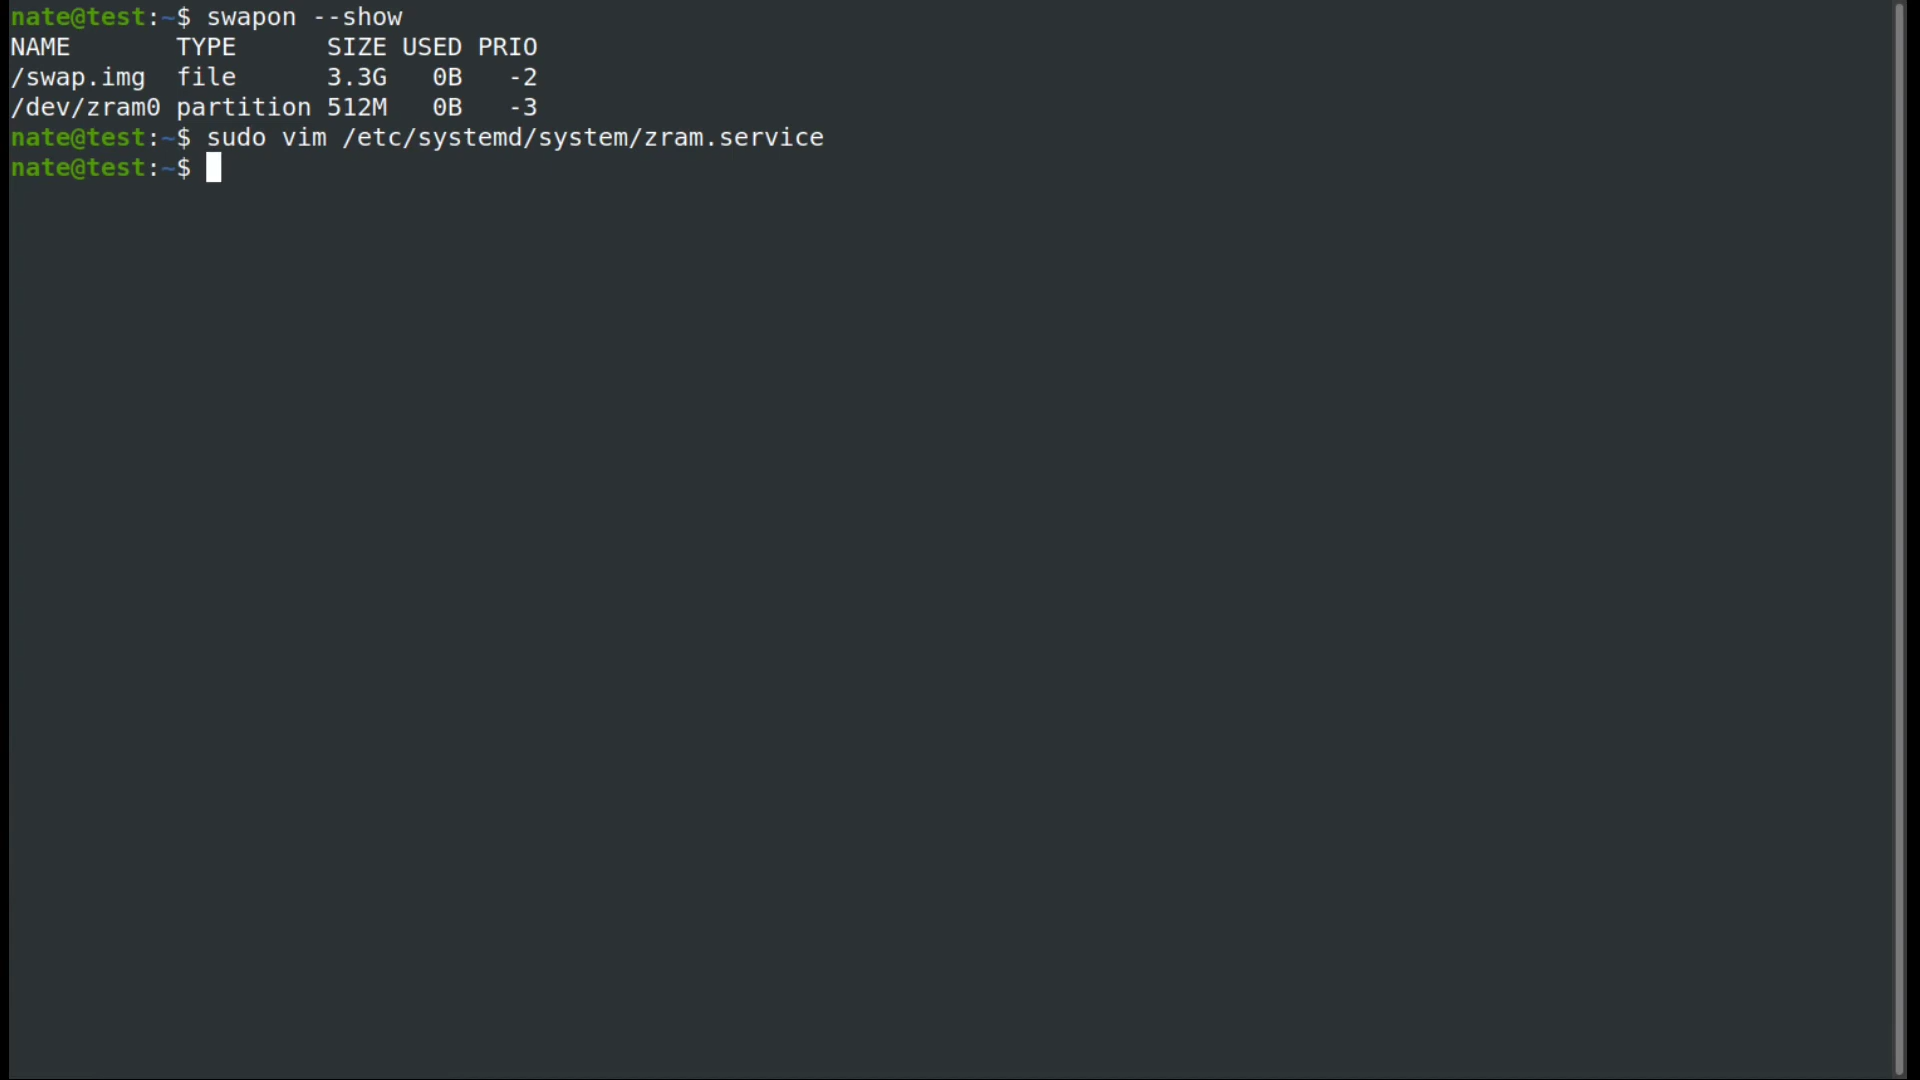 nate@test:~$ swapon --show
NAME       TYPE      SIZE USED PRIO
/swap.img  file      3.3G   0B   -2
/dev/zram0 partition 512M   0B   -3
nate@test:~$ sudo vim /etc/systemd/system/zram.service
nate@test:~$